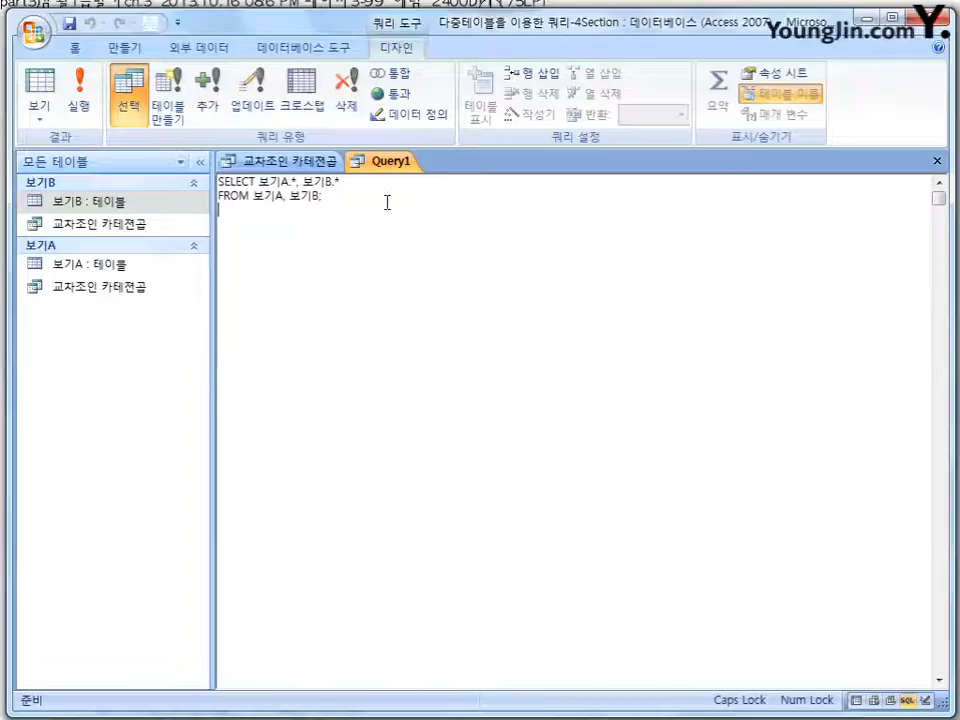 쿼리 도구
다중테이블을 이용한 쿼리-4Section : 데이터베이스 (Access 2007)
Microso
YoungJin.com Y.
홈 만들기 외부 데이터 데이터베이스 도구 디자인
보기 실행 선택 테이블 만들기 추가 업데이트 크로스탭 삭제
통합
통과
데이터 정의
테이블 표시
행 삽입 열 삽입
행 삭제 열 삭제
작성기 반환:
요약
속성 시트
테이블 이름
매개 변수
결과 쿼리 유형 쿼리 설정 표시/숨기기
모든 테이블
교차조인 카테젼곱 Query1
보기B
보기B : 테이블
교차조인 카테젼곱
보기A
보기A : 테이블
교차조인 카테젼곱
SELECT 보기A.*, 보기B.*
FROM 보기A, 보기B;
준비 Caps Lock Num Lock SQL